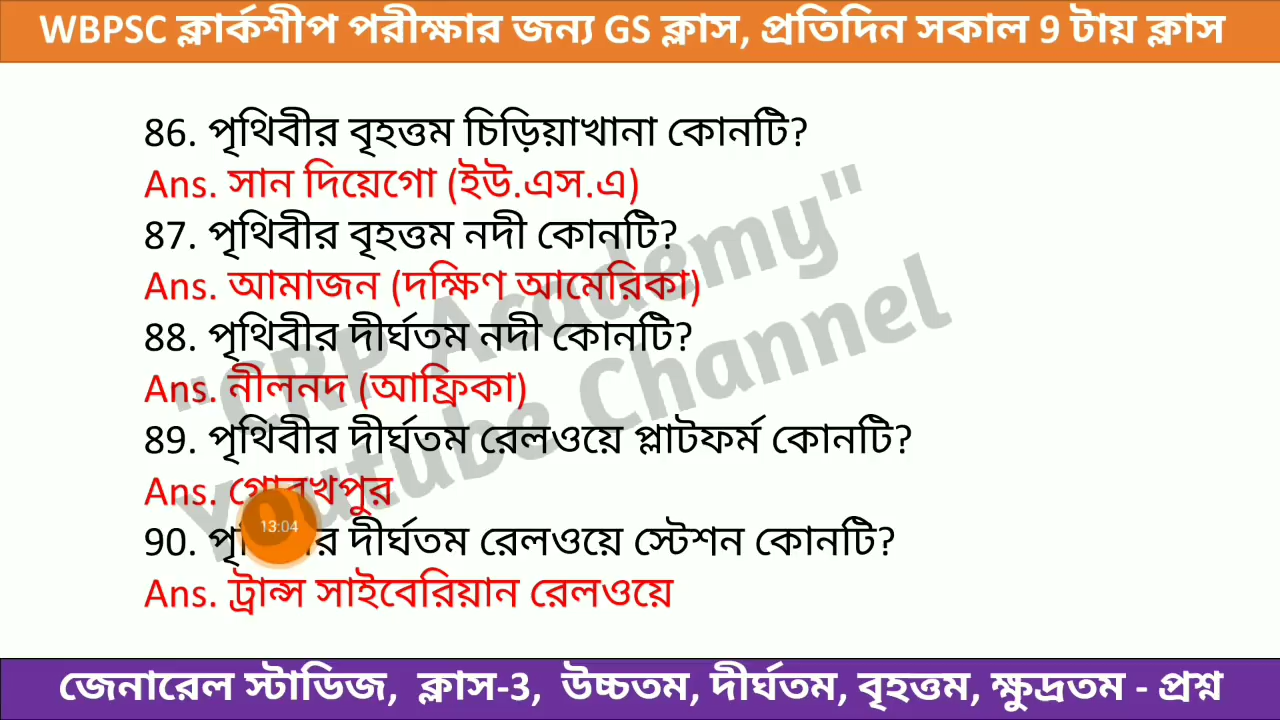 WBPSC ক্লার্কশীপ পরীক্ষার জন্য GS ক্লাস, প্রতিদিন সকাল 9 টায় ক্লাস
86. পৃথিবীর বৃহত্তম চিড়িয়াখানা কোনটি?
Ans. সান দিয়েগো (ইউ.এস.এ)
87. পৃথিবীর বৃহত্তম নদী কোনটি?
Ans. আমাজন (দক্ষিণ আমেরিকা)
88. পৃথিবীর দীর্ঘতম নদী কোনটি?
Ans. নীলনদ (আফ্রিকা)
89. পৃথিবীর দীর্ঘতম রেলওয়ে প্লাটফর্ম কোনটি?
Ans. গোরখপুর
90. পৃথিবীর দীর্ঘতম রেলওয়ে স্টেশন কোনটি?
Ans. ট্রান্স সাইবেরিয়ান রেলওয়ে
"CRP Academy"
Youtube Channel
13:04
জেনারেল স্টাডিজ, ক্লাস-3, উচ্চতম, দীর্ঘতম, বৃহত্তম, ক্ষুদ্রতম - প্রশ্ন